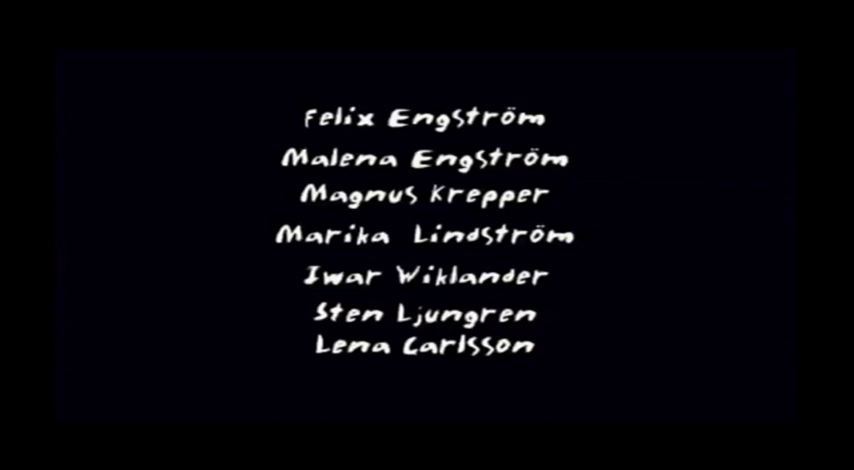 Felix Engström
Malena Engström
Magnus Krepper
Marika Lindström
Iwar Wiklander
Sten Ljungren
Lena Carlsson